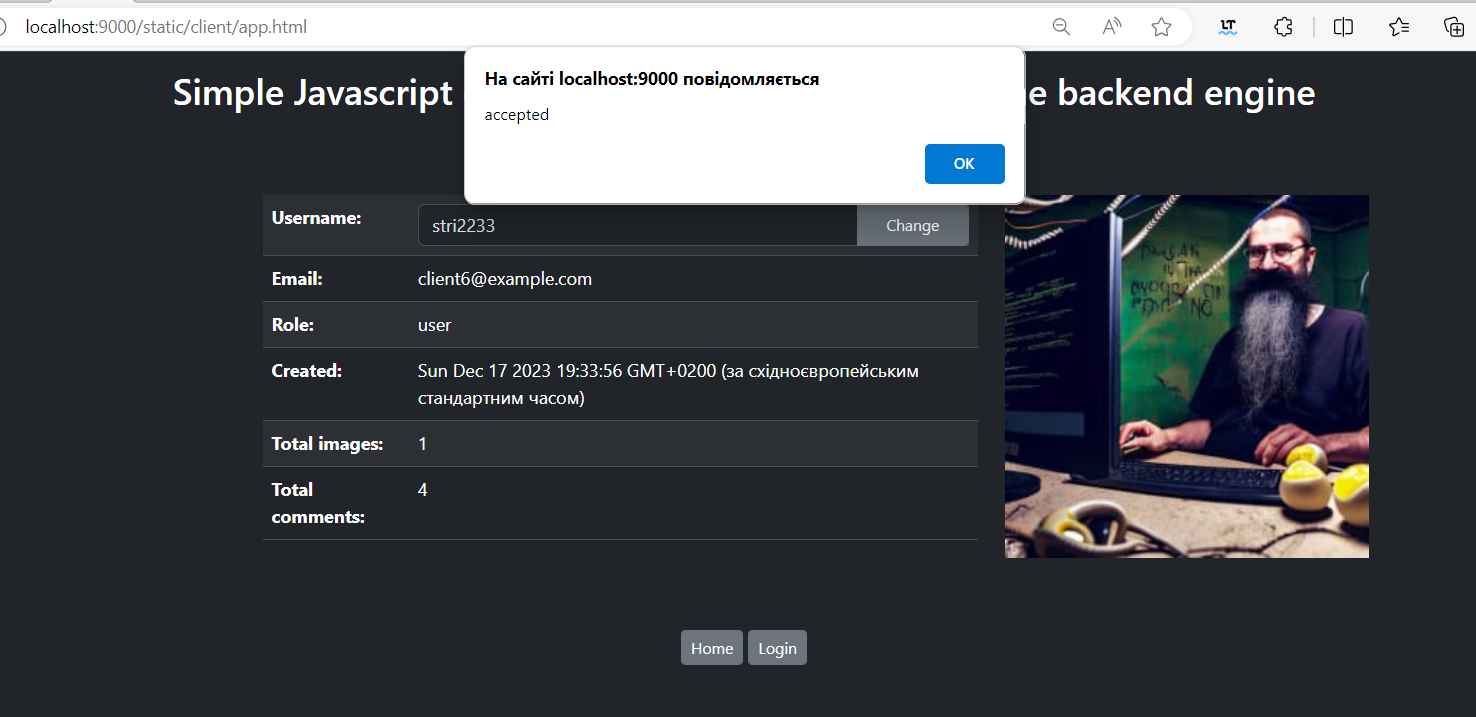 localhost:9000/static/client/app.html
LT
На сайті localhost:9000 повідомляється
accepted
OK
Simple Javascript
e backend engine
Username: stri2233 Change
Email: client6@example.com
Role: user
Created: Sun Dec 17 2023 19:33:56 GMT+0200 (за східноєвропейським
стандартним часом)
Total images: 1
Total 4
comments:
Home Login